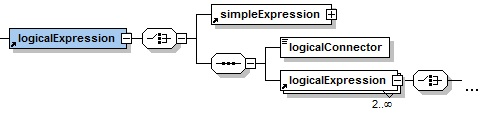 simpleExpression
logicalExpression
logicalConnector
logicalExpression
2..∞
...